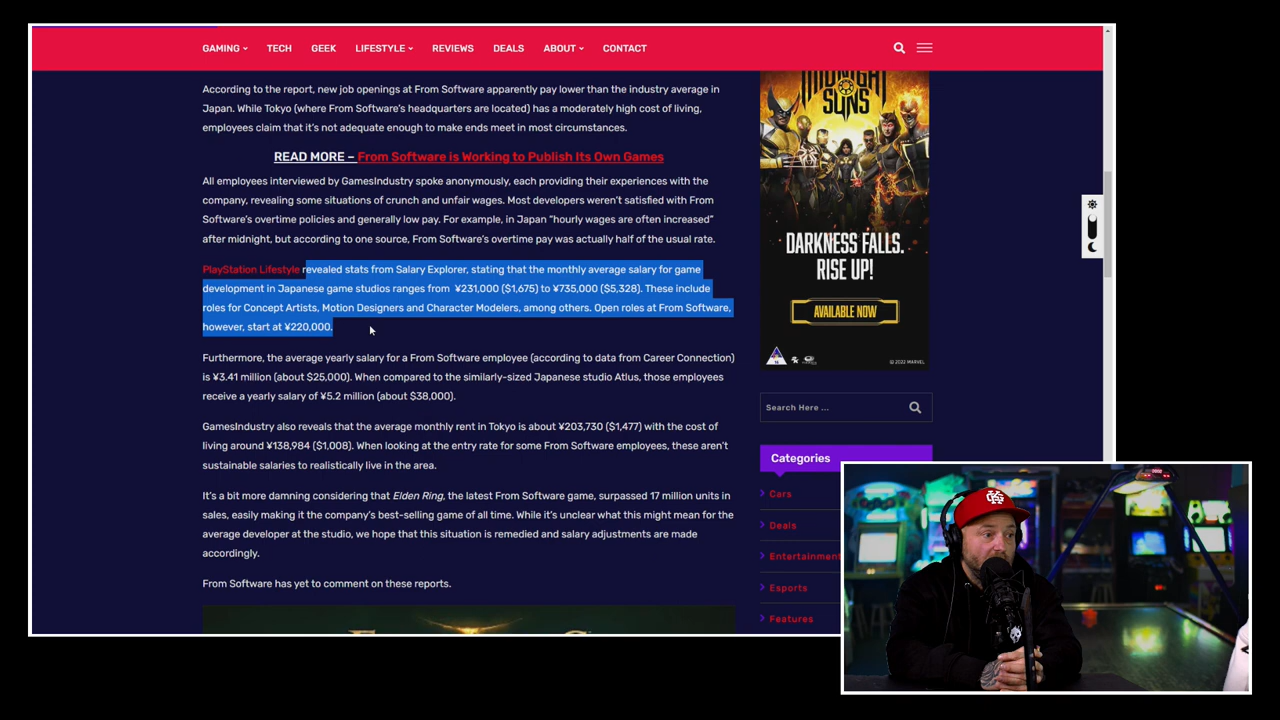 GAMING TECH GEEK LIFESTYLE REVIEWS DEALS ABOUT CONTACT
According to the report, new job openings at From Software apparently pay lower than the industry average in
Japan. While Tokyo (where From Software's headquarters are located) has a moderately high cost of living,
employees claim that it's not adequate enough to make ends meet in most circumstances.
READ MORE – From Software is Working to Publish Its Own Games
All employees interviewed by GamesIndustry spoke anonymously, each providing their experiences with the
company, revealing some situations of crunch and unfair wages. Most developers weren't satisfied with From
Software's overtime policies and generally low pay. For example, in Japan "hourly wages are often increased"
after midnight, but according to one source, From Software's overtime pay was actually half of the usual rate.
PlayStation Lifestyle revealed stats from Salary Explorer, stating that the monthly average salary for game
development in Japanese game studios ranges from ¥231,000 ($1,675) to ¥735,000 ($5,328). These include
roles for Concept Artists, Motion Designers and Character Modelers, among others. Open roles at From Software,
however, start at ¥220,000.
Furthermore, the average yearly salary for a From Software employee (according to data from Career Connection)
is ¥3.41 million (about $25,000). When compared to the similarly-sized Japanese studio Atlus, those employees
receive a yearly salary of ¥5.2 million (about $38,000).
GamesIndustry also reveals that the average monthly rent in Tokyo is about ¥203,730 ($1,477) with the cost of
living around ¥138,984 ($1,008). When looking at the entry rate for some From Software employees, these aren't
sustainable salaries to realistically live in the area.
It's a bit more damning considering that Elden Ring, the latest From Software game, surpassed 17 million units in
sales, easily making it the company's best-selling game of all time. While it's unclear what this might mean for the
average developer at the studio, we hope that this situation is remedied and salary adjustments are made
accordingly.
From Software has yet to comment on these reports.
MIDNIGHT
SUNS
DARKNESS FALLS.
RISE UP!
AVAILABLE NOW
© 2022 MARVEL
Search Here ...
Categories
Cars
Deals
Entertainment
Esports
Features